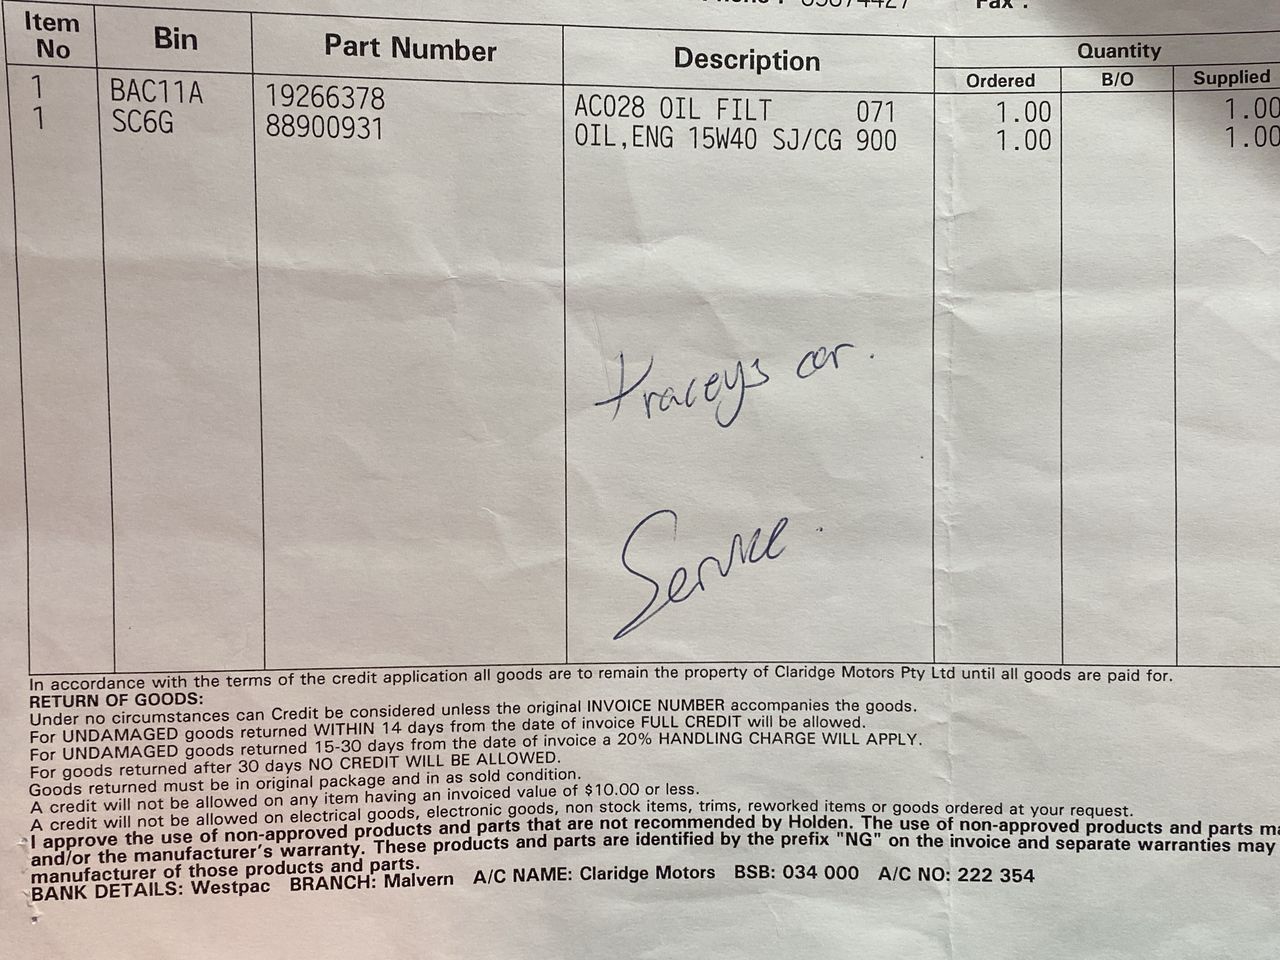 Fax :
Item No Bin Part Number Description Quantity
Ordered B/O Supplied
1 BAC11A 19266378 AC028 OIL FILT 071 1.00 1.00
1 SC6G 88900931 OIL,ENG 15W40 SJ/CG 900 1.00 1.00
traceys car.
Service.
In accordance with the terms of the credit application all goods are to remain the property of Claridge Motors Pty Ltd until all goods are paid for.
RETURN OF GOODS:
Under no circumstances can Credit be considered unless the original INVOICE NUMBER accompanies the goods.
For UNDAMAGED goods returned WITHIN 14 days from the date of invoice FULL CREDIT will be allowed.
For UNDAMAGED goods returned 15-30 days from the date of invoice a 20% HANDLING CHARGE WILL APPLY.
For goods returned after 30 days NO CREDIT WILL BE ALLOWED.
Goods returned must be in original package and in as sold condition.
A credit will not be allowed on any item having an invoiced value of $10.00 or less.
A credit will not be allowed on electrical goods, electronic goods, non stock items, trims, reworked items or goods ordered at your request.
I approve the use of non-approved products and parts that are not recommended by Holden. The use of non-approved products and parts
and/or the manufacturer's warranty. These products and parts are identified by the prefix "NG" on the invoice and separate warranties may
manufacturer of those products and parts.
BANK DETAILS: Westpac BRANCH: Malvern A/C NAME: Claridge Motors BSB: 034 000 A/C NO: 222 354